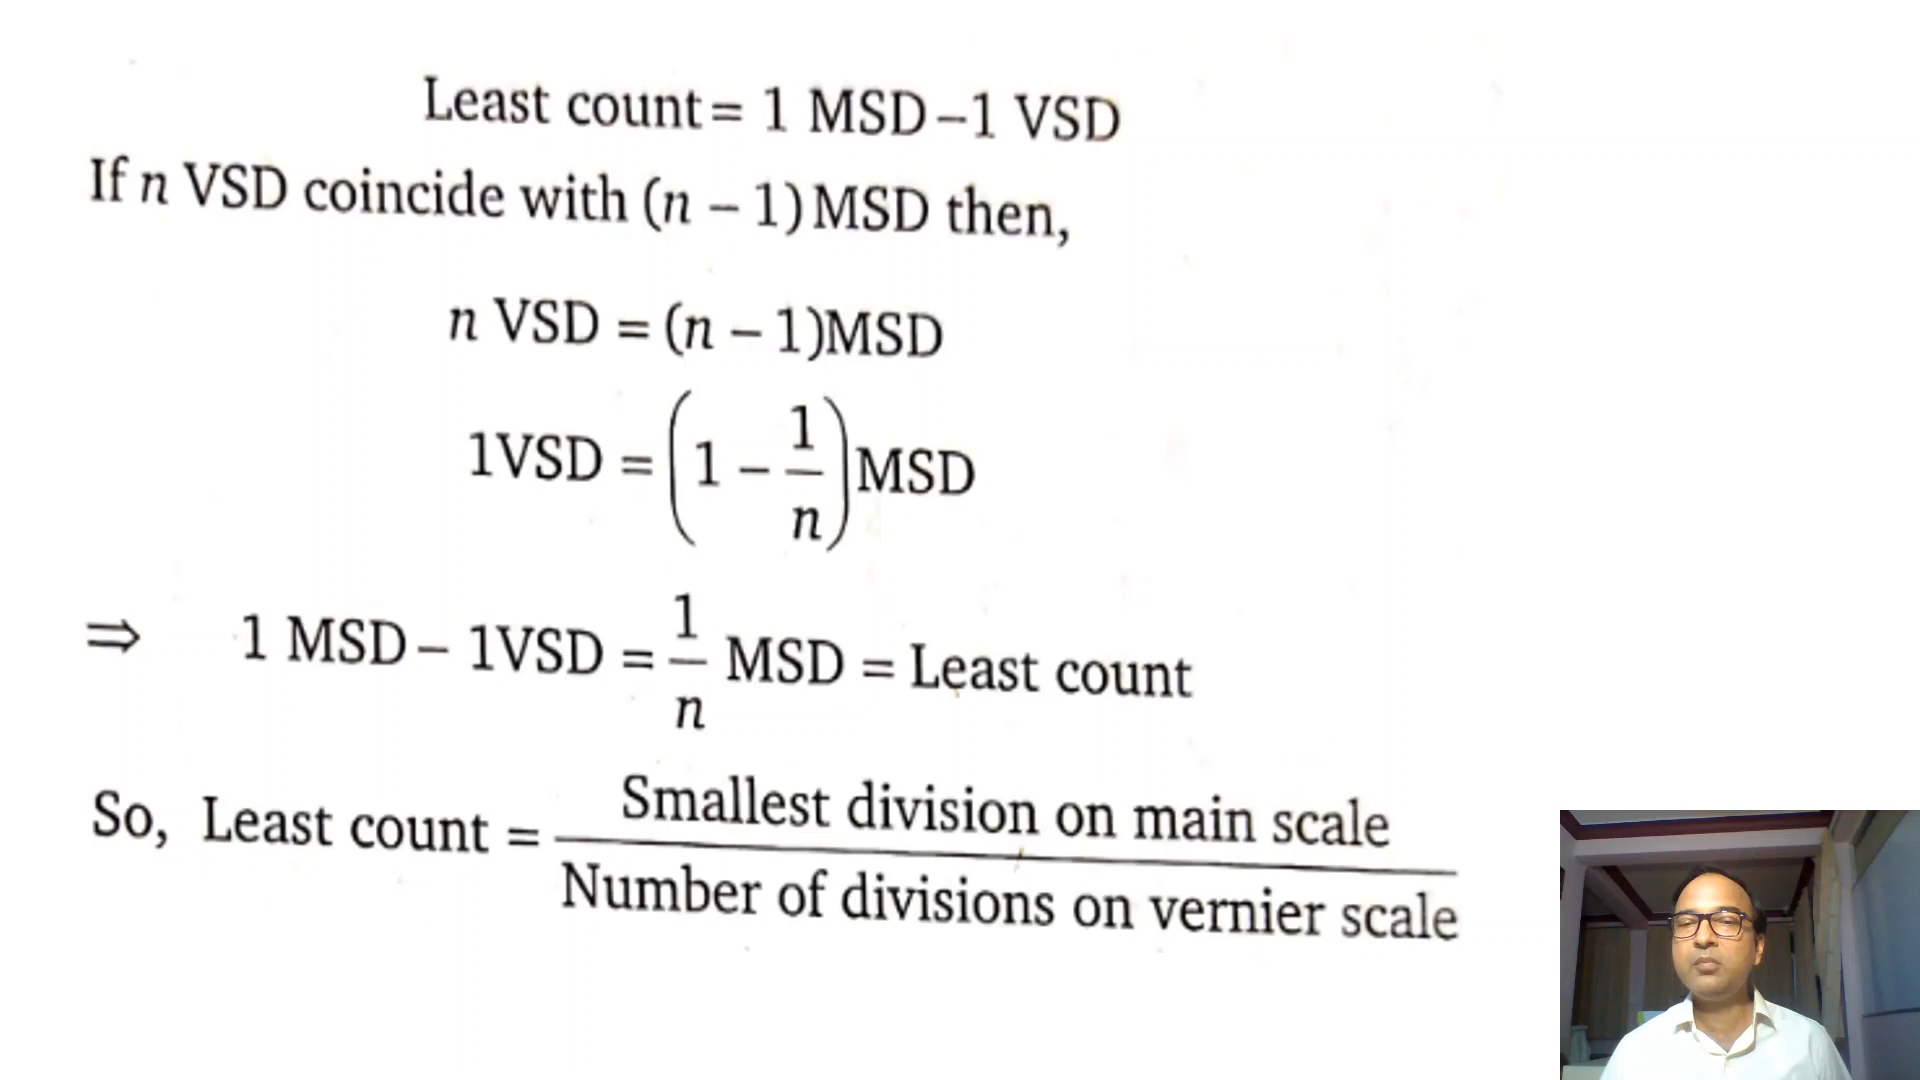 Least count = 1 MSD – 1 VSD
If n VSD coincide with (n – 1) MSD then,
n VSD = (n – 1)MSD
1VSD = (1 – 1/n) MSD
⇒ 1 MSD – 1VSD = 1/n MSD = Least count
So, Least count = Smallest division on main scale / Number of divisions on vernier scale